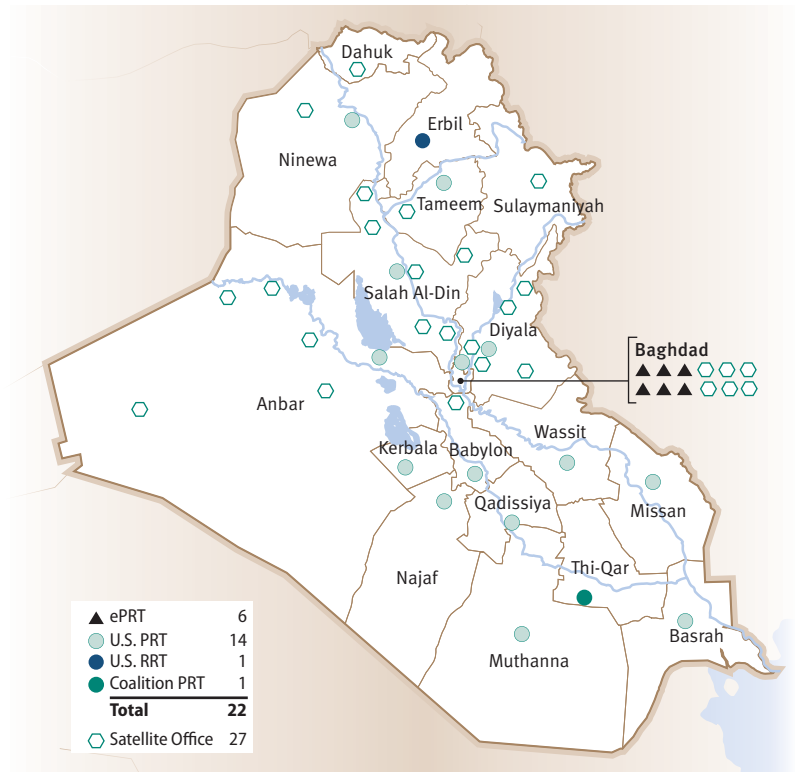 Dahuk
Erbil
Ninewa
Tameem
Sulaymaniyah
Salah Al-Din
Diyala
Baghdad
Anbar
Wassit
Kerbala
Babylon
Qadissiya
Missan
Najaf
Thi-Qar
Basrah
Muthanna
ePRT 6
U.S. PRT 14
U.S. RRT 1
Coalition PRT 1
Total 22
Satellite Office 27